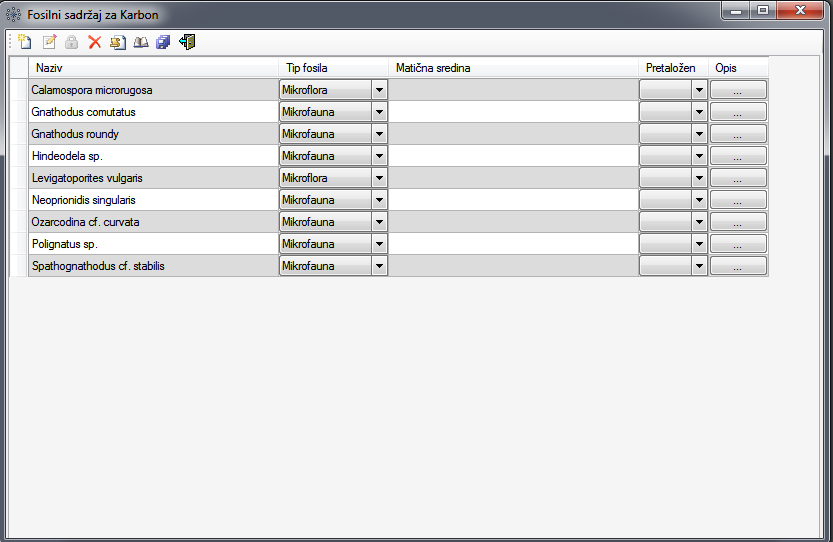 Fosilni sadržaj za Karbon
Naziv Tip fosila Matična sredina Pretaložen Opis
Calamospora microrugosa Mikroflora ...
Gnathodus comutatus Mikrofauna ...
Gnathodus roundy Mikrofauna ...
Hindeodela sp. Mikrofauna ...
Levigatoporites vulgaris Mikroflora ...
Neoprionidis singularis Mikrofauna ...
Ozarcodina cf. curvata Mikrofauna ...
Polignatus sp. Mikrofauna ...
Spathognathodus cf. stabilis Mikrofauna ...